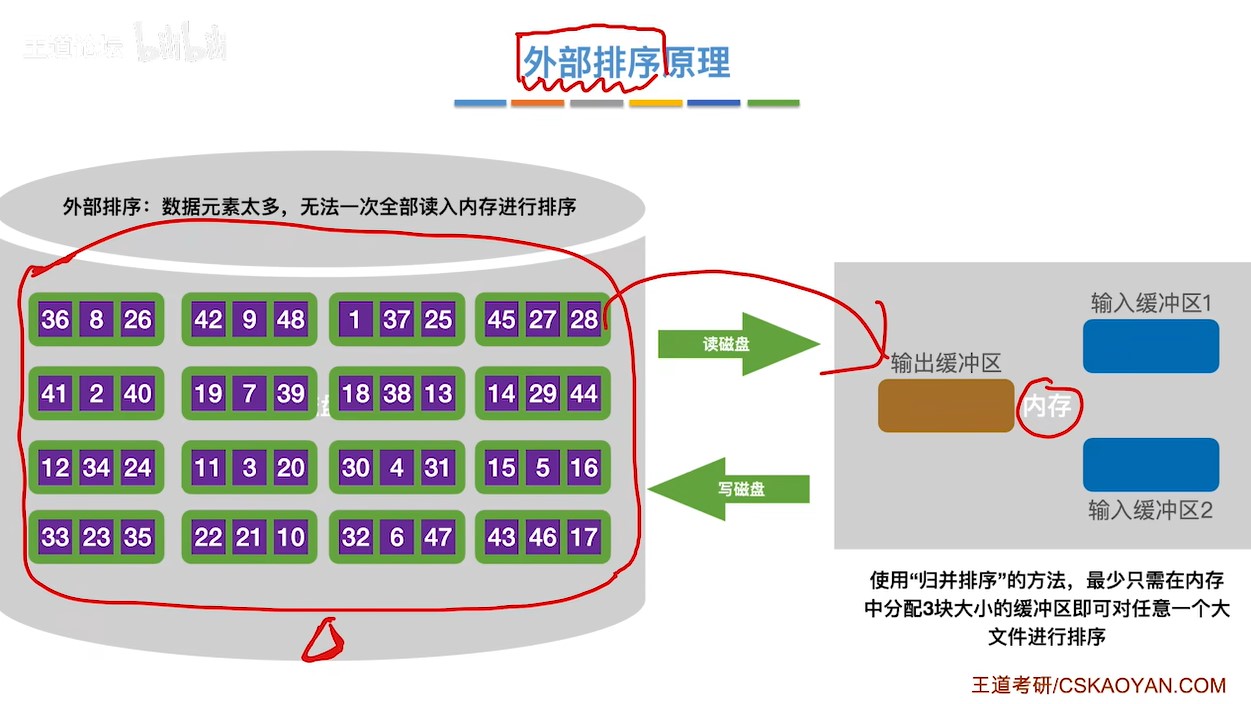 王道论坛 bilibili
外部排序原理
外部排序：数据元素太多，无法一次全部读入内存进行排序
36 8 26 42 9 48 1 37 25 45 27 28
41 2 40 19 7 39 18 38 13 14 29 44
12 34 24 11 3 20 30 4 31 15 5 16
33 23 35 22 21 10 32 6 47 43 46 17
读磁盘
写磁盘
输入缓冲区1
输出缓冲区
内存
输入缓冲区2
使用“归并排序”的方法，最少只需在内存
中分配3块大小的缓冲区即可对任意一个大
文件进行排序
王道考研/CSKAOYAN.COM